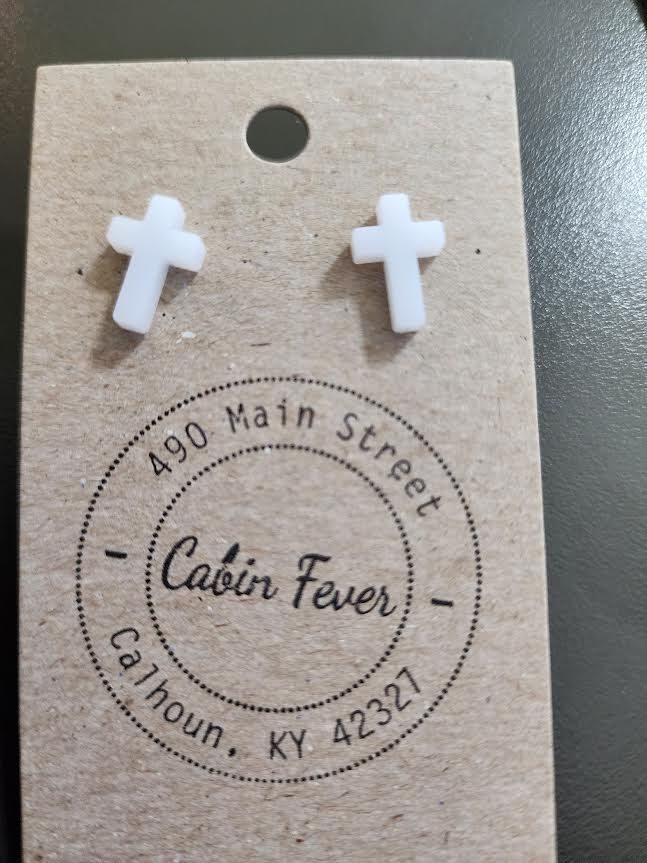 490 Main Street
- Cabin Fever -
Calhoun, KY 42327